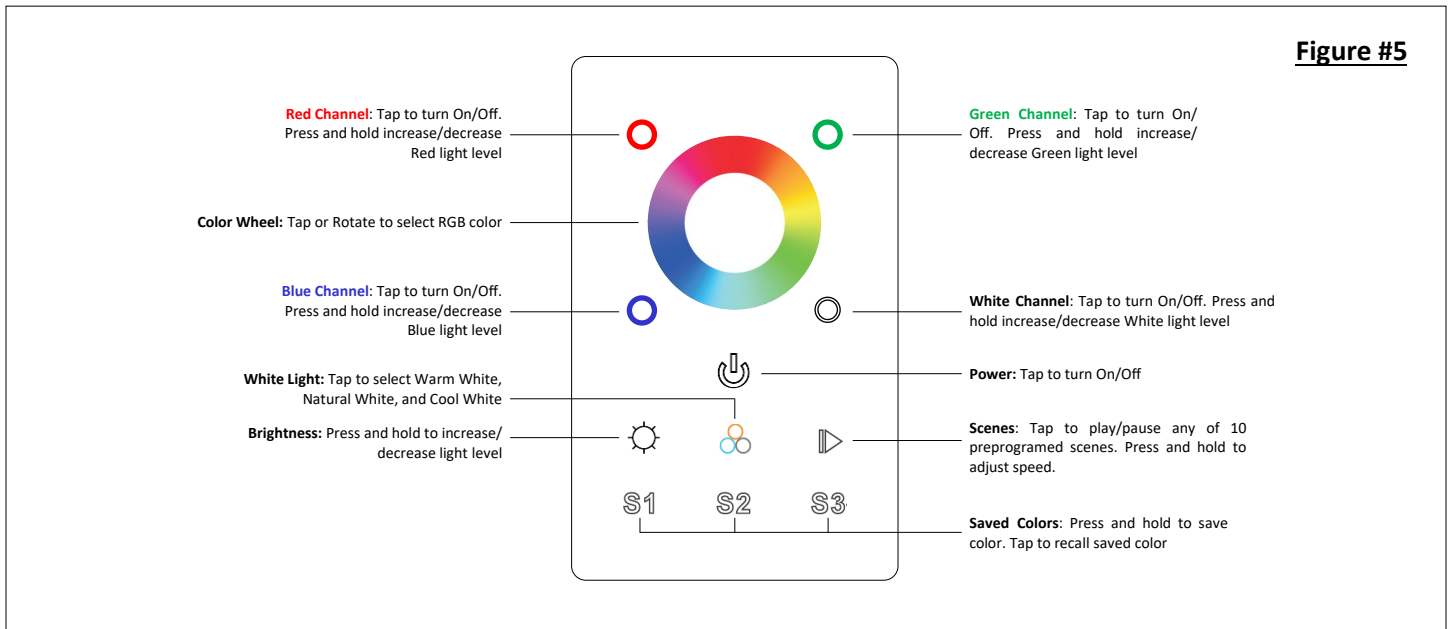 Figure #5
Red Channel: Tap to turn On/Off.
Press and hold increase/decrease
Red light level
Green Channel: Tap to turn On/
Off. Press and hold increase/
decrease Green light level
Color Wheel: Tap or Rotate to select RGB color
Blue Channel: Tap to turn On/Off.
Press and hold increase/decrease
Blue light level
White Channel: Tap to turn On/Off. Press and
hold increase/decrease White light level
White Light: Tap to select Warm White,
Natural White, and Cool White
Power: Tap to turn On/Off
Brightness: Press and hold to increase/
decrease light level
Scenes: Tap to play/pause any of 10
preprogramed scenes. Press and hold to
adjust speed.
S1 S2 S3
Saved Colors: Press and hold to save
color. Tap to recall saved color